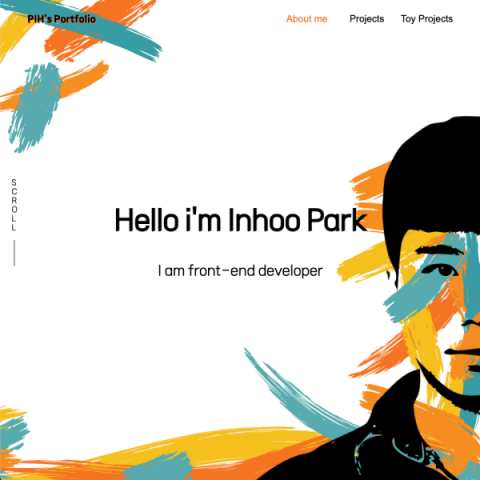 PIH's Portfolio
About me
Projects
Toy Projects
SCROLL
Hello i'm Inhoo Park
I am front-end developer